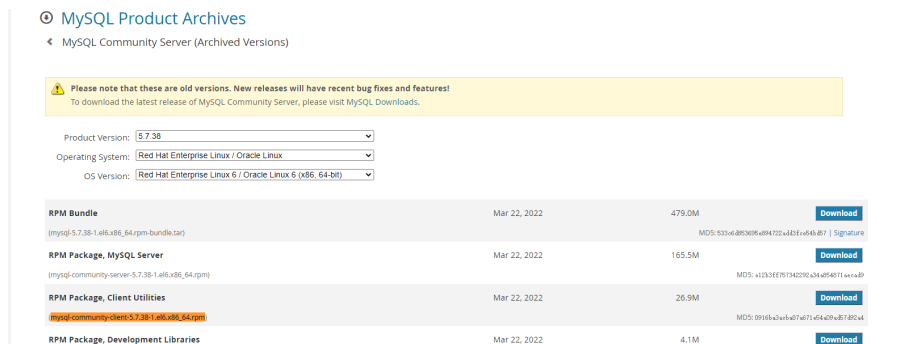 MySQL Product Archives
MySQL Community Server (Archived Versions)
Please note that these are old versions. New releases will have recent bug fixes and features!
To download the latest release of MySQL Community Server, please visit MySQL Downloads.
Product Version: 5.7.38
Operating System: Red Hat Enterprise Linux / Oracle Linux
OS Version: Red Hat Enterprise Linux 6 / Oracle Linux 6 (x86, 64-bit)
RPM Bundle Mar 22, 2022 479.0M Download
(mysql-5.7.38-1.el6.x86_64.rpm-bundle.tar) MD5: | Signature
RPM Package, MySQL Server Mar 22, 2022 165.5M Download
(mysql-community-server-5.7.38-1.el6.x86_64.rpm) MD5:
RPM Package, Client Utilities Mar 22, 2022 26.9M Download
(mysql-community-client-5.7.38-1.el6.x86_64.rpm) MD5:
RPM Package, Development Libraries Mar 22, 2022 4.1M Download